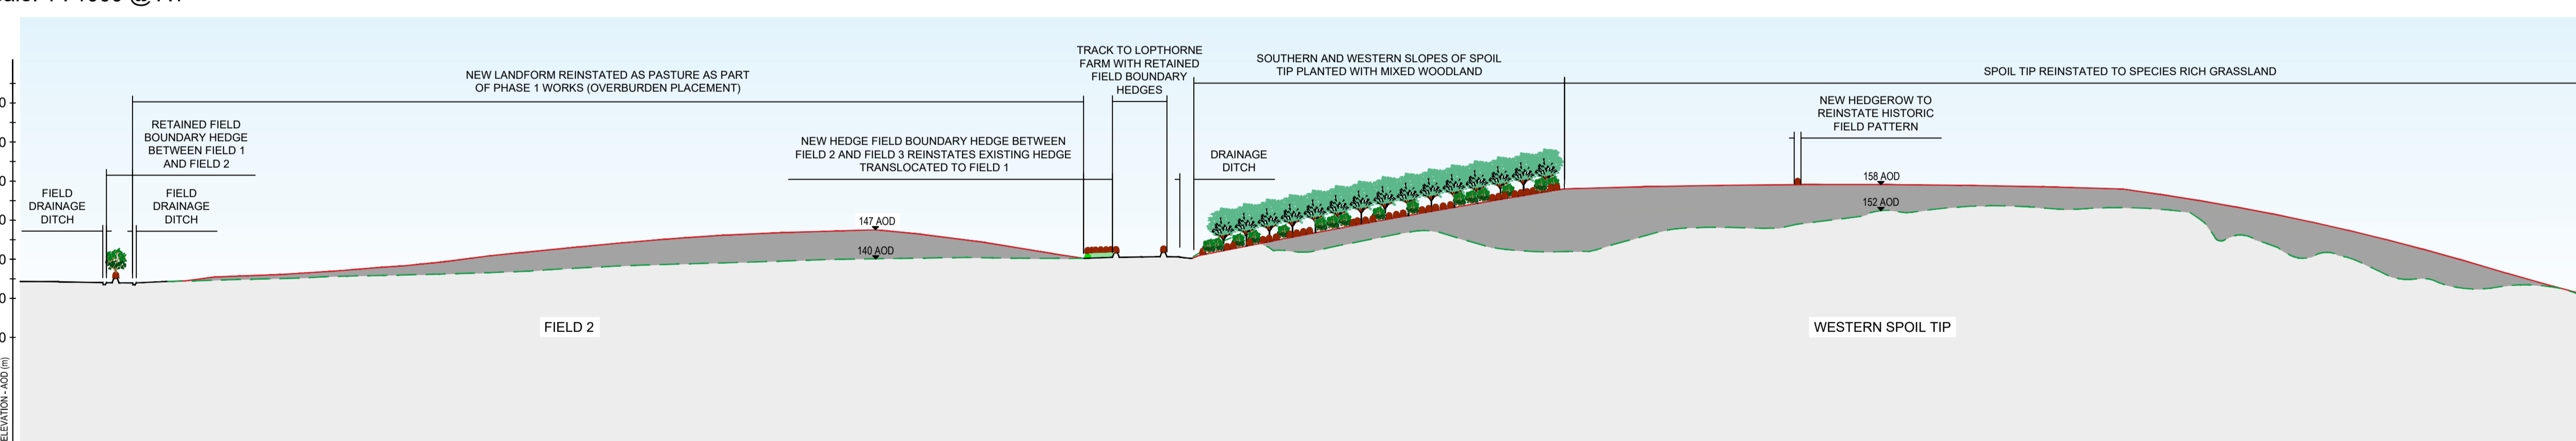 NEW LANDFORM REINSTATED AS PASTURE AS PART
OF PHASE 1 WORKS (OVERBURDEN PLACEMENT)
TRACK TO LOPTHORNE
FARM WITH RETAINED
FIELD BOUNDARY
HEDGES
SOUTHERN AND WESTERN SLOPES OF SPOIL
TIP PLANTED WITH MIXED WOODLAND
SPOIL TIP REINSTATED TO SPECIES RICH GRASSLAND
RETAINED FIELD
BOUNDARY HEDGE
BETWEEN FIELD 1
AND FIELD 2
NEW HEDGE FIELD BOUNDARY HEDGE BETWEEN
FIELD 2 AND FIELD 3 REINSTATES EXISTING HEDGE
TRANSLOCATED TO FIELD 1
DRAINAGE
DITCH
NEW HEDGEROW TO
REINSTATE HISTORIC
FIELD PATTERN
FIELD
DRAINAGE
DITCH
FIELD
DRAINAGE
DITCH
147 AOD
140 AOD
158 AOD
152 AOD
FIELD 2
WESTERN SPOIL TIP
ELEVATION - AOD (m)